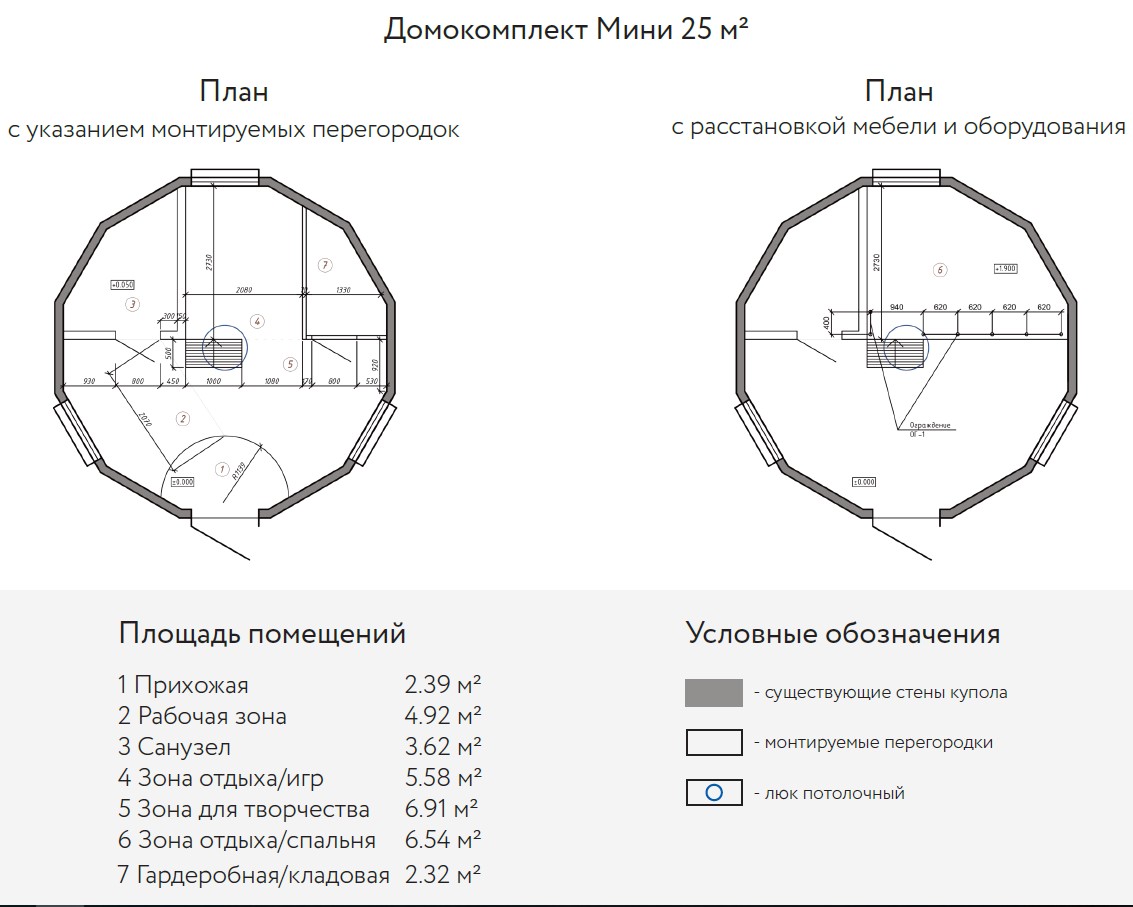 Домокомплект Мини 25 м²
План
с указанием монтируемых перегородок
План
с расстановкой мебели и оборудования
2730
7
+0.050
3
2080
70
1330
300
150
4
500
5
920
930
800
450
1000
1080
170
800
530
2070
2
1
R1199
±0.000
2730
6
+1.900
940
620
620
620
620
400
Ограждение
ОГ-1
±0.000
Площадь помещений
1 Прихожая 2.39 м²
2 Рабочая зона 4.92 м²
3 Санузел 3.62 м²
4 Зона отдыха/игр 5.58 м²
5 Зона для творчества 6.91 м²
6 Зона отдыха/спальня 6.54 м²
7 Гардеробная/кладовая 2.32 м²
Условные обозначения
- существующие стены купола
- монтируемые перегородки
- люк потолочный